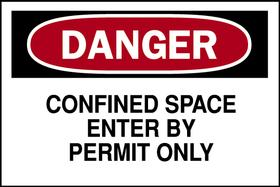 DANGER
CONFINED SPACE
ENTER BY
PERMIT ONLY